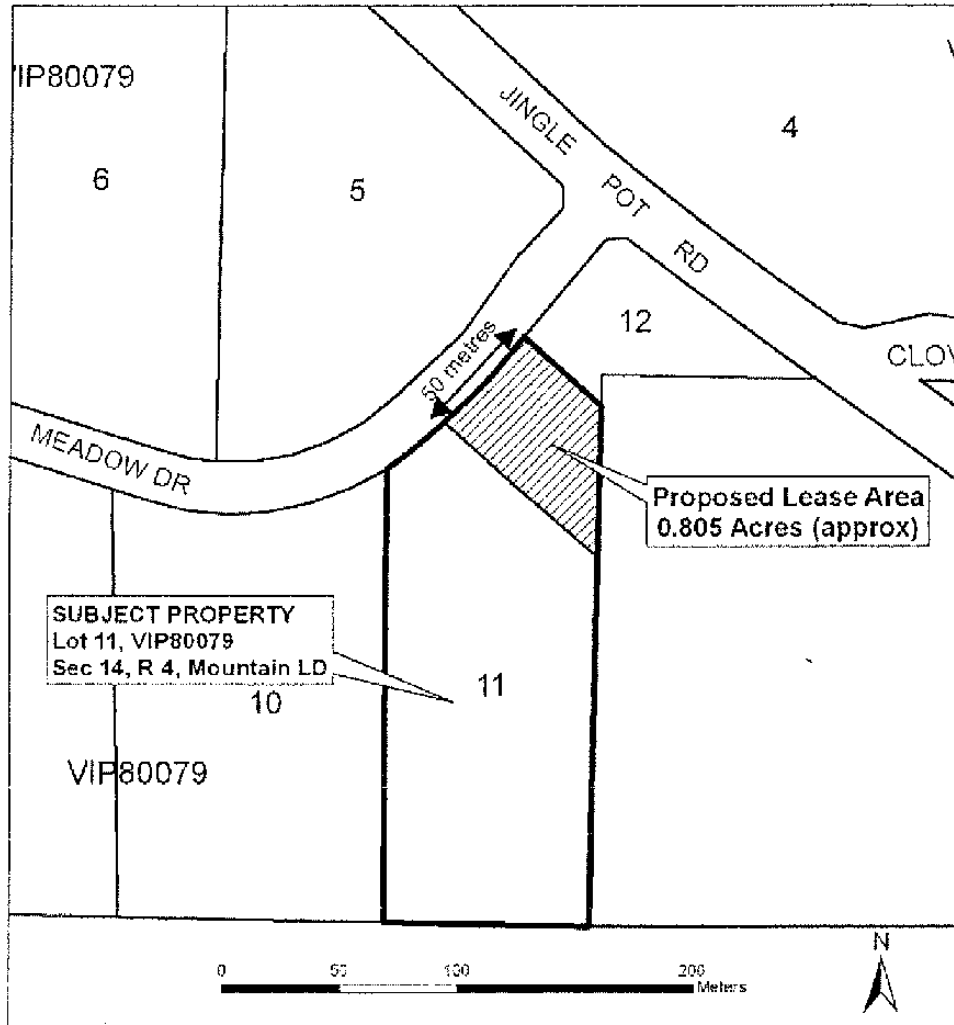 VIP80079
6
5
4
JINGLE POT RD
12
50 metres
CLOV
MEADOW DR
Proposed Lease Area
0.805 Acres (approx)
SUBJECT PROPERTY
Lot 11, VIP80079
Sec 14, R 4, Mountain LD
11
10
VIP80079
N
0 50 100 200
Meters